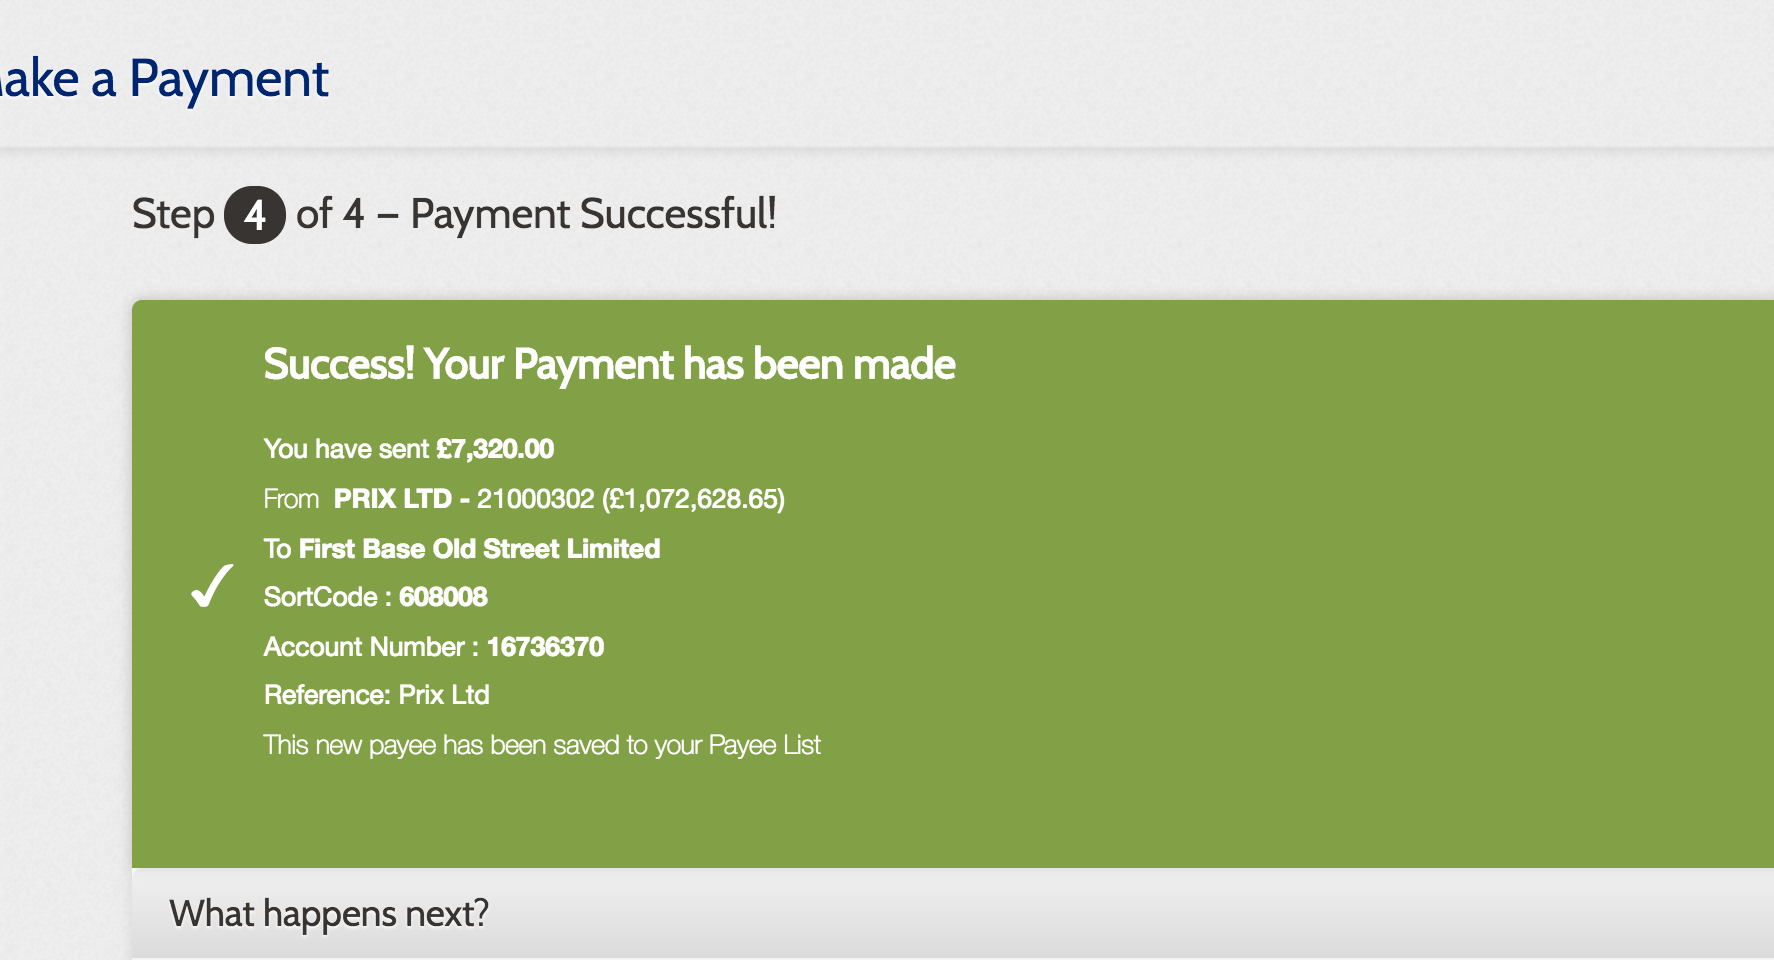 ake a Payment
Step 4 of 4 – Payment Successful!
Success! Your Payment has been made
You have sent £7,320.00
From PRIX LTD - 21000302 (£1,072,628.65)
To First Base Old Street Limited
SortCode : 608008
Account Number : 16736370
Reference: Prix Ltd
This new payee has been saved to your Payee List
What happens next?